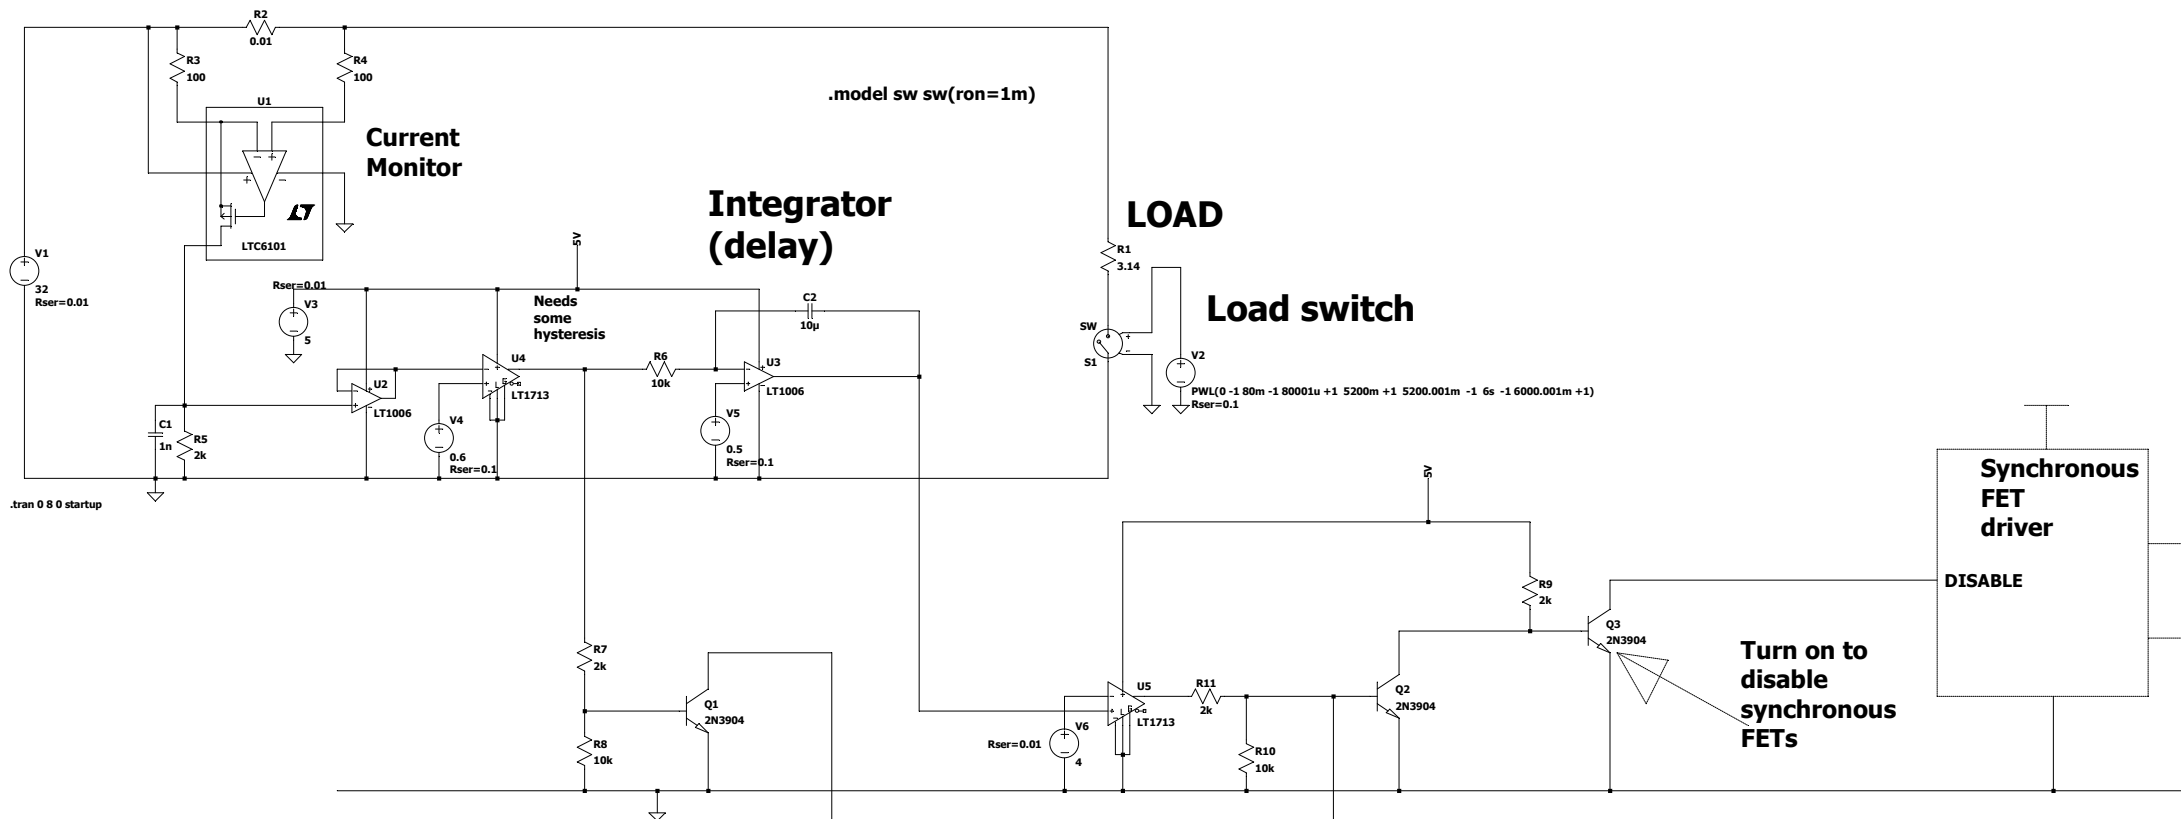 R2
0.01
R3
100
R4
100
U1
.model sw sw(ron=1m)
Current
Monitor
LTC6101
LT
V1
32
Rser=0.01
Integrator
(delay)
LOAD
R1
3.14
5V
Rser=0.01
V3
5
Needs
some
hysteresis
C2
10µ
Load switch
SW
S1
V2
PWL(0 -1 80m -1 80001u +1 5200m +1 5200.001m -1 6s -1 6000.001m +1)
Rser=0.1
U2
LT1006
U4
LT1713
R6
10k
U3
LT1006
C1
1n
R5
2k
V4
0.6
Rser=0.1
V5
0.5
Rser=0.1
.tran 0 8 0 startup
5V
Synchronous
FET
driver
DISABLE
R9
2k
Q3
2N3904
Turn on to
disable
synchronous
FETs
R7
2k
Q1
2N3904
R8
10k
U5
LT1713
R11
2k
Q2
2N3904
V6
Rser=0.01
4
R10
10k